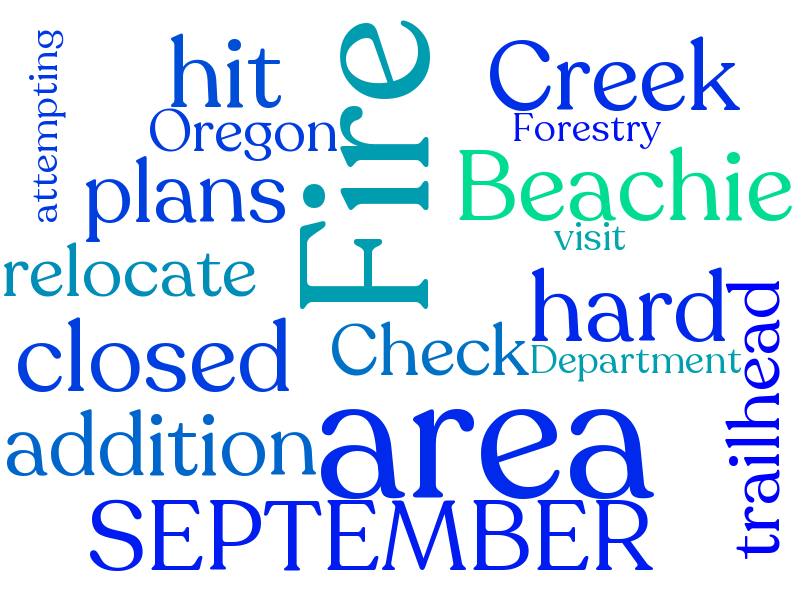 attempting
hit
Fire
Creek
Oregon
Forestry
plans
Beachie
visit
relocate
hard
closed
Check
Department
trailhead
addition
area
SEPTEMBER